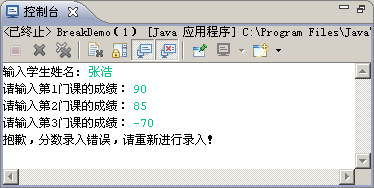 控制台
<已终止> BreakDemo (1) [Java 应用程序] C:\Program Files\Java\
输入学生姓名：张浩
请输入第1门课的成绩：90
请输入第2门课的成绩：85
请输入第3门课的成绩：-70
抱歉，分数录入错误，请重新进行录入！